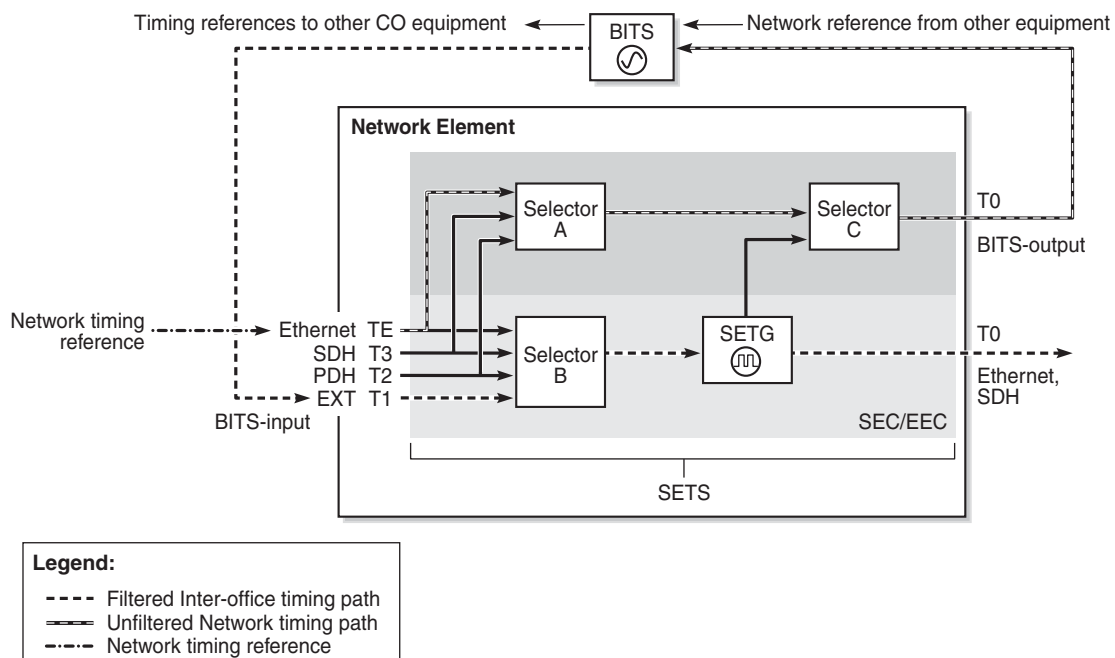 Timing references to other CO equipment
BITS
Network reference from other equipment
Network Element
Selector
A
Selector
C
T0
BITS-output
Network timing
reference
Ethernet TE
SDH T3
PDH T2
EXT T1
BITS-input
Selector
B
SETG
T0
Ethernet,
SDH
SEC/EEC
SETS
Legend:
Filtered Inter-office timing path
Unfiltered Network timing path
Network timing reference